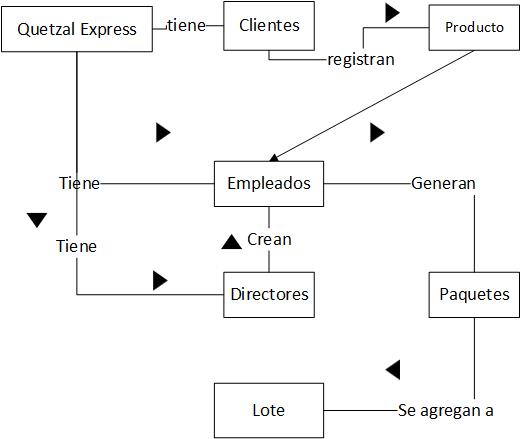 Quetzal Express
tiene
Clientes
Producto
registran
Tiene
Empleados
Generan
Tiene
Crean
Directores
Paquetes
Lote
Se agregan a